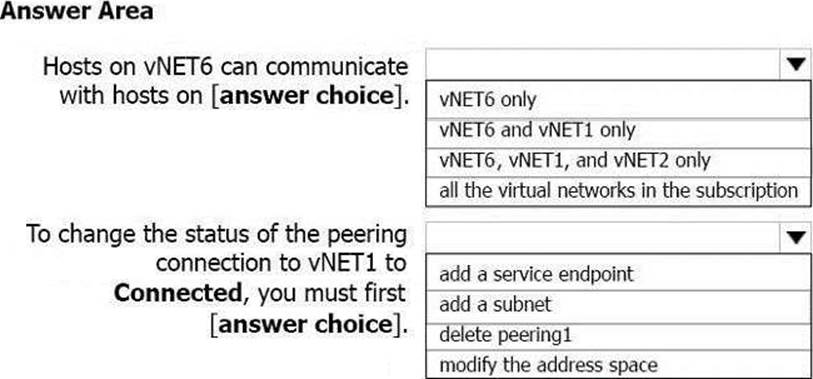 Answer Area
Hosts on vNET6 can communicate
with hosts on [answer choice].
vNET6 only
vNET6 and vNET1 only
vNET6, vNET1, and vNET2 only
all the virtual networks in the subscription
To change the status of the peering
connection to vNET1 to
Connected, you must first
[answer choice].
add a service endpoint
add a subnet
delete peering1
modify the address space